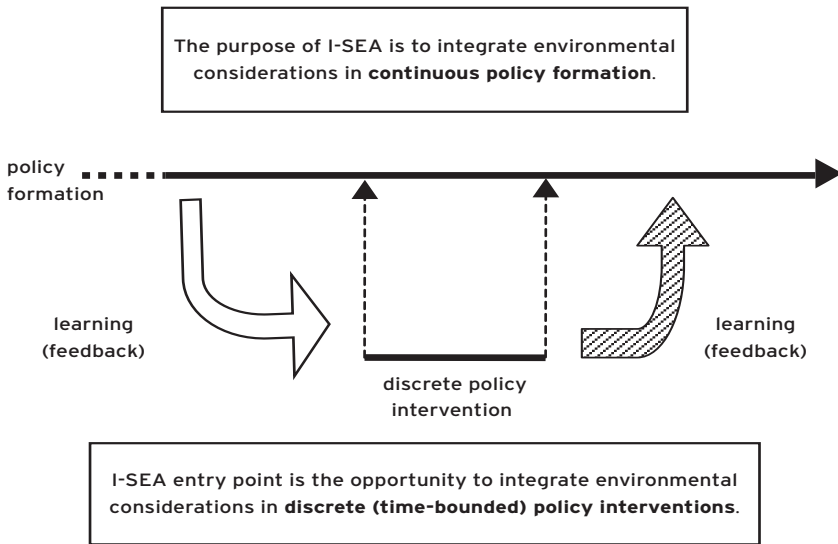 The purpose of I-SEA is to integrate environmental
considerations in continuous policy formation.
policy
formation
learning
(feedback)
discrete policy
intervention
learning
(feedback)
I-SEA entry point is the opportunity to integrate environmental
considerations in discrete (time-bounded) policy interventions.